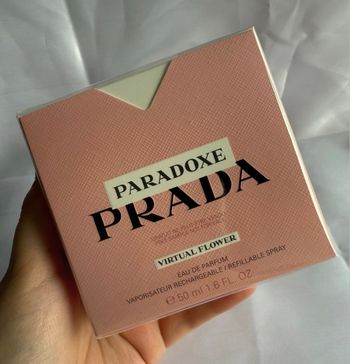 PARADOXE
PRADA
VIRTUAL FLOWER
EAU DE PARFUM
VAPORISATEUR RECHARGEABLE / REFILLABLE SPRAY
℮ 50 ml 1.6 FL. OZ